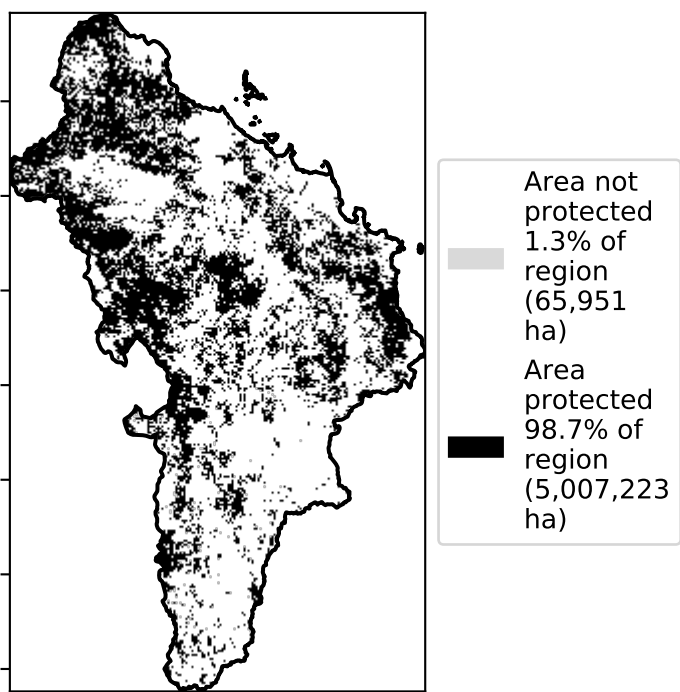 Area not
protected
1.3% of
region
(65,951
ha)
Area
protected
98.7% of
region
(5,007,223
ha)